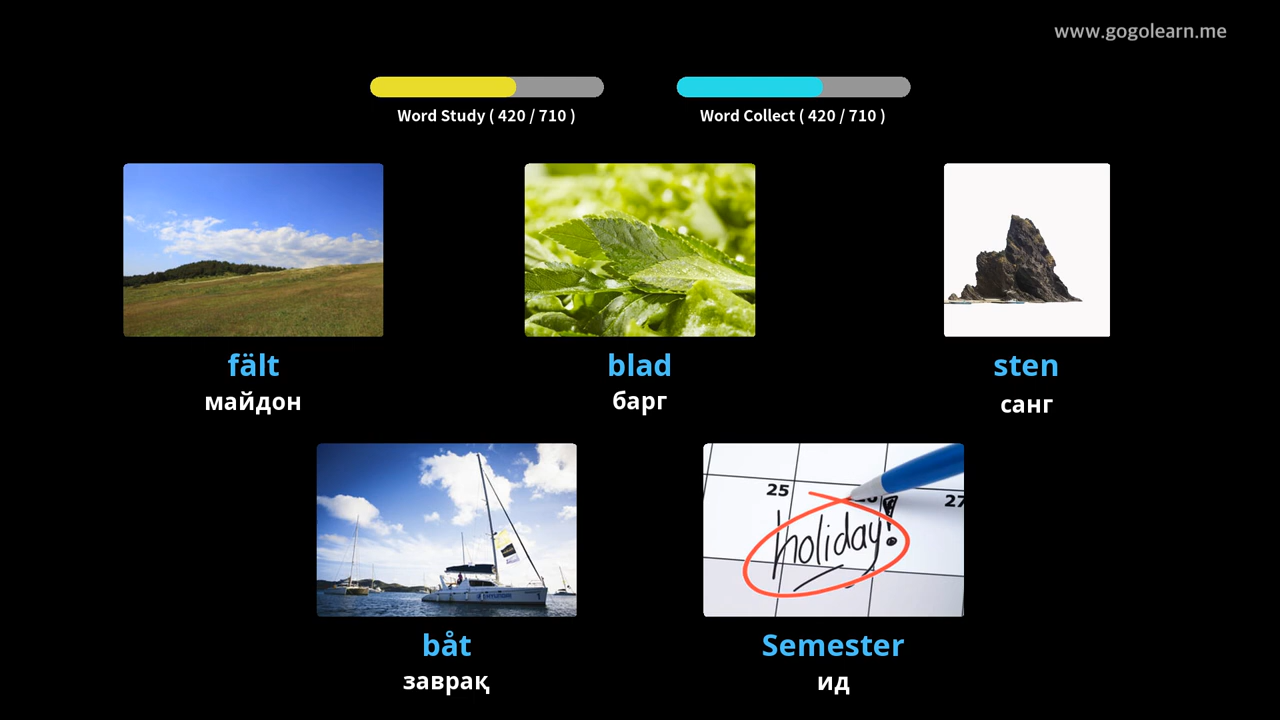 www.gogolearn.me
Word Study ( 420 / 710 )
Word Collect ( 420 / 710 )
fält
майдон
blad
барг
sten
санг
båt
заврақ
25
27
holiday!
Semester
ид